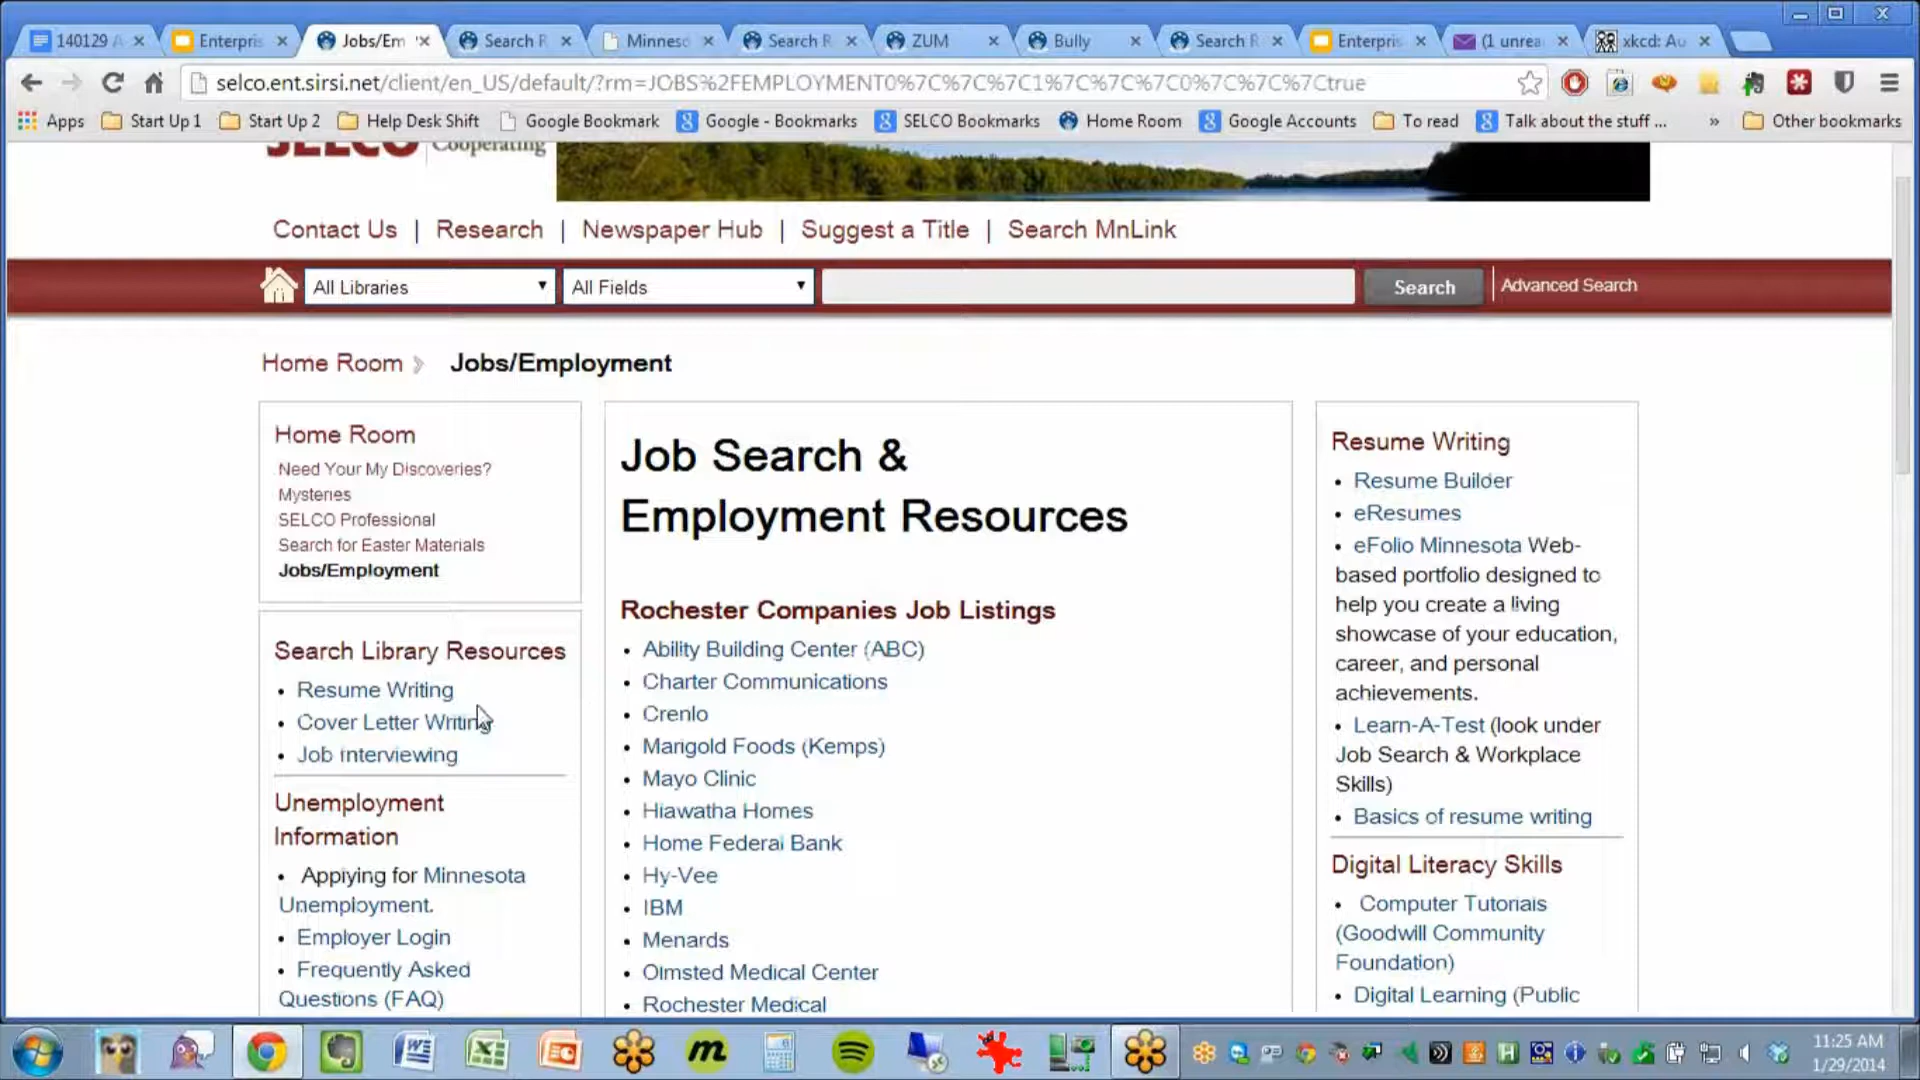 140129 A
Enterpris
Jobs/Em
Search R
Minneso
Search R
ZUM
Bully
Search R
Enterpris
(1 unrea
xkcd: Au
selco.ent.sirsi.net/client/en_US/default/?rm=JOBS%2FEMPLOYMENT0%7C%7C%7C1%7C%7C%7C0%7C%7C%7Ctrue
Apps Start Up 1 Start Up 2 Help Desk Shift Google Bookmark Google - Bookmarks SELCO Bookmarks Home Room Google Accounts To read Talk about the stuff ... » Other bookmarks
SELCO Cooperating
Contact Us | Research | Newspaper Hub | Suggest a Title | Search MnLink
All Libraries All Fields Search Advanced Search
Home Room Jobs/Employment
Home Room
Need Your My Discoveries?
Mysteries
SELCO Professional
Search for Easter Materials
Jobs/Employment
Search Library Resources
• Resume Writing
• Cover Letter Writing
• Job Interviewing
Unemployment
Information
• Applying for Minnesota
Unemployment.
• Employer Login
• Frequently Asked
Questions (FAQ)
Job Search &
Employment Resources
Rochester Companies Job Listings
• Ability Building Center (ABC)
• Charter Communications
• Crenlo
• Marigold Foods (Kemps)
• Mayo Clinic
• Hiawatha Homes
• Home Federal Bank
• Hy-Vee
• IBM
• Menards
• Olmsted Medical Center
• Rochester Medical
Resume Writing
• Resume Builder
• eResumes
• eFolio Minnesota Web-
based portfolio designed to
help you create a living
showcase of your education,
career, and personal
achievements.
• Learn-A-Test (look under
Job Search & Workplace
Skills)
• Basics of resume writing
Digital Literacy Skills
• Computer Tutorials
(Goodwill Community
Foundation)
• Digital Learning (Public
11:25 AM
1/29/2014